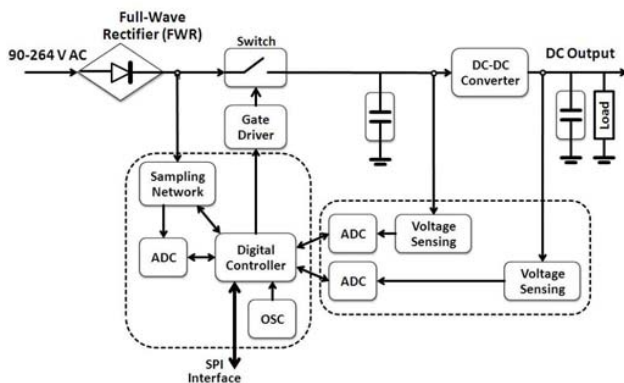 Full-Wave
Rectifier (FWR)
90-264 V AC
Switch
DC-DC
Converter
DC Output
Load
Gate
Driver
Sampling
Network
ADC
Digital
Controller
OSC
SPI
Interface
ADC
Voltage
Sensing
ADC
Voltage
Sensing